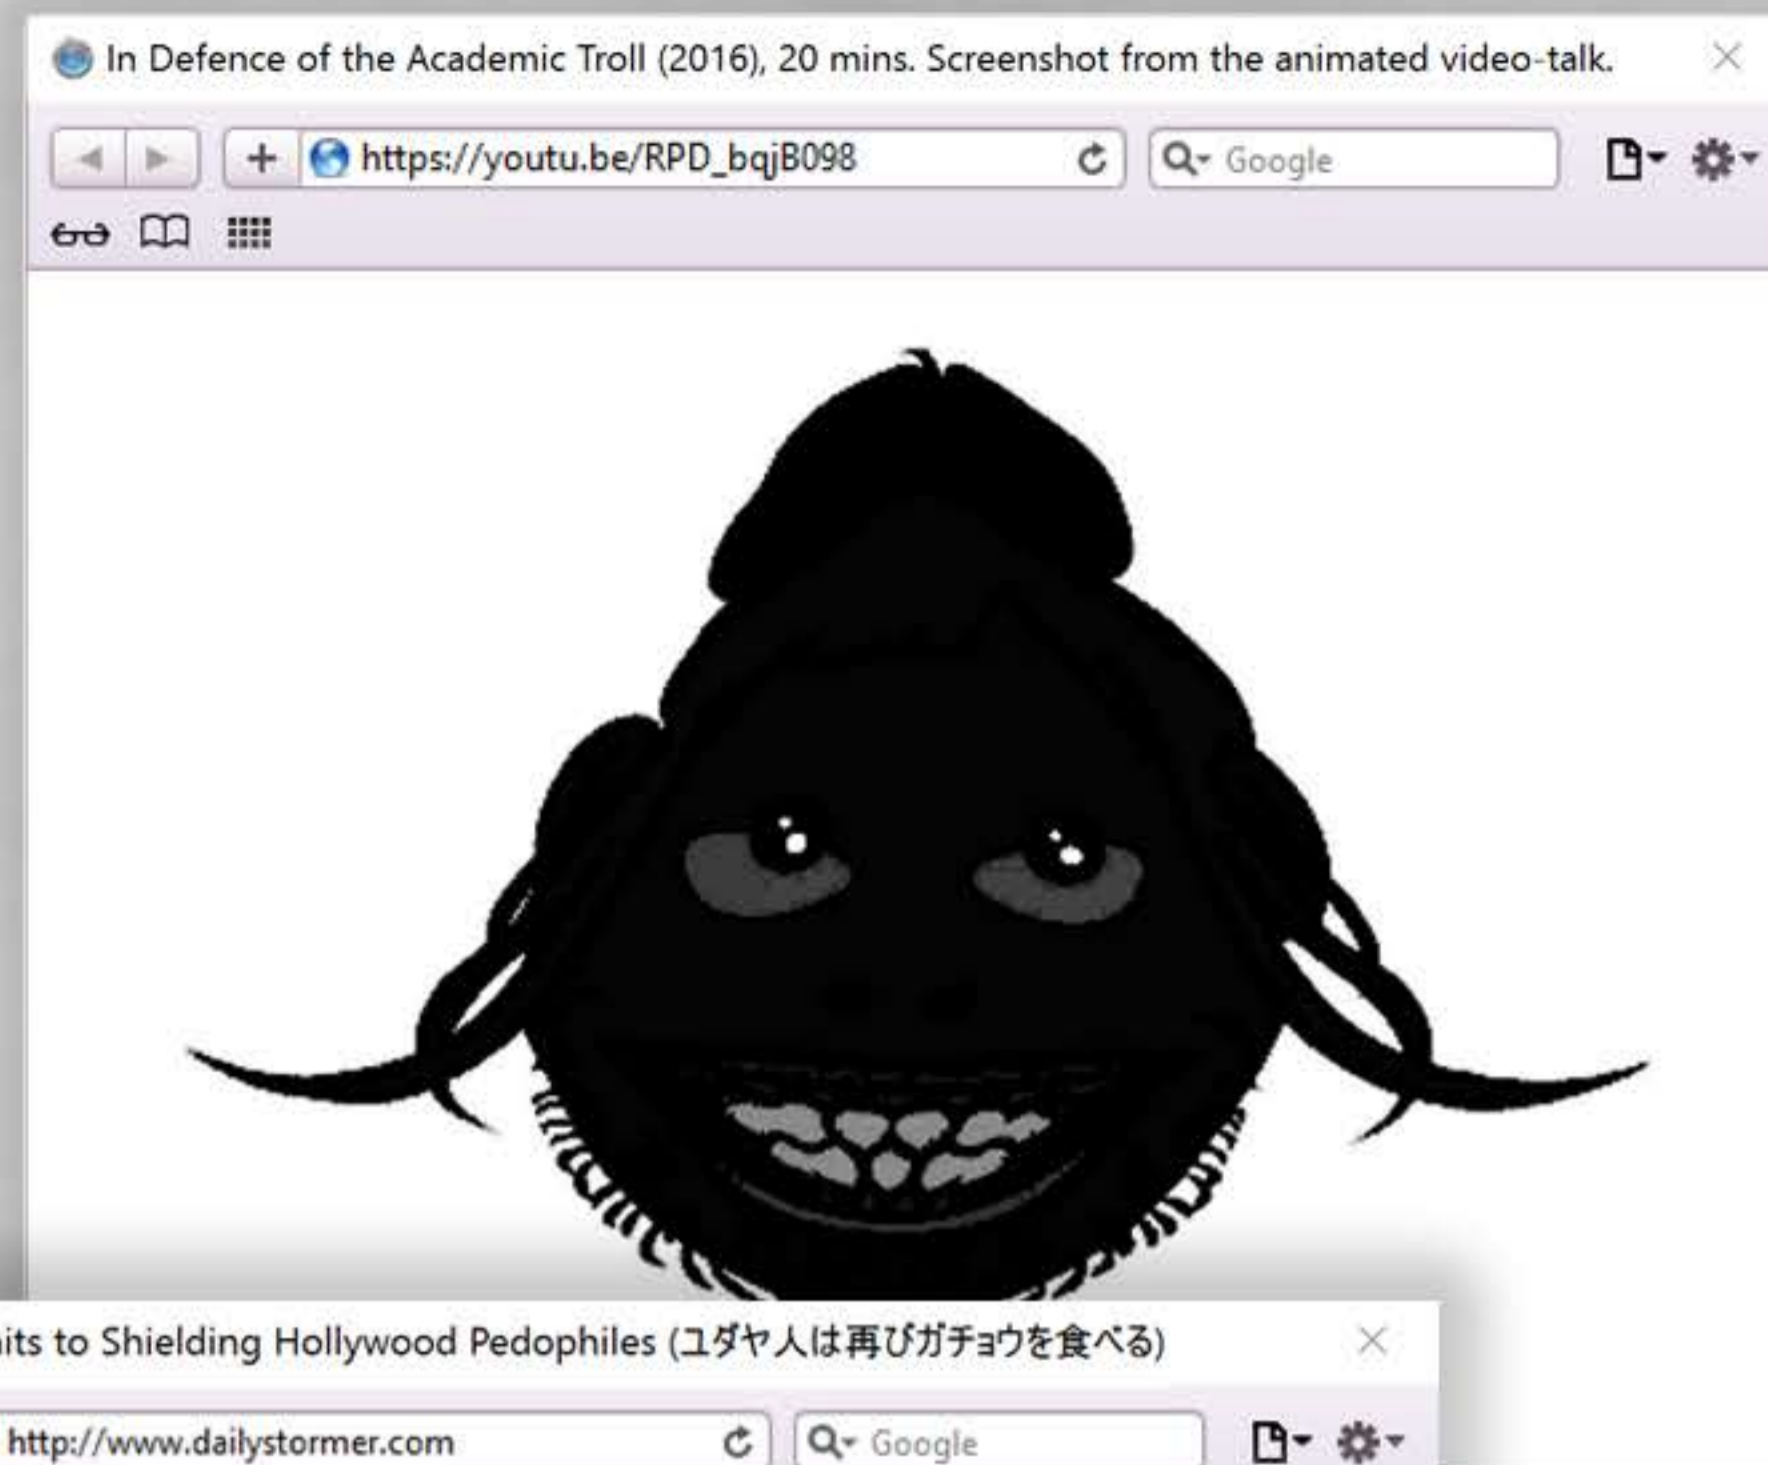 In Defence of the Academic Troll (2016), 20 mins. Screenshot from the animated video-talk.
https://youtu.be/RPD_bqjB098
Google
to Shielding Hollywood Pedophiles (ユダヤ人は再びガチョウを食べる)
http://www.dailystormer.com
Google